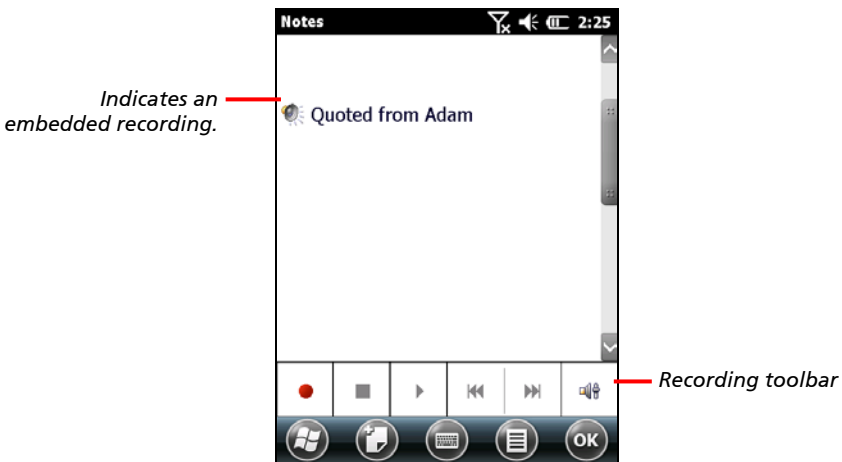 Notes 2:25
Indicates an
embedded recording.
Quoted from Adam
Recording toolbar
OK